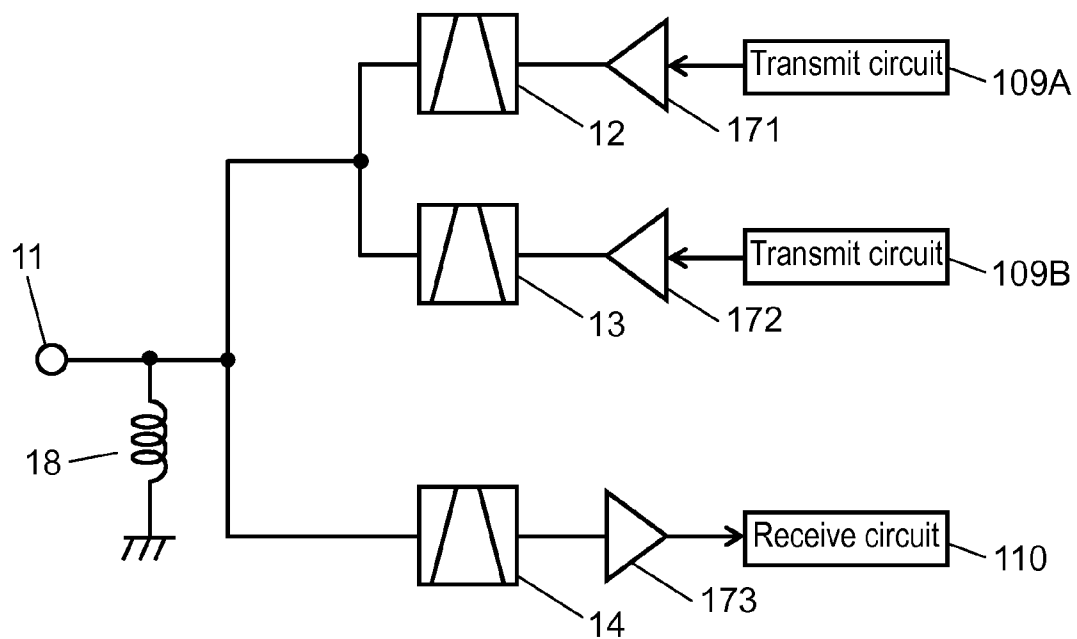 Transmit circuit
109A
12
171
11
Transmit circuit
109B
13
172
18
Receive circuit
110
14
173